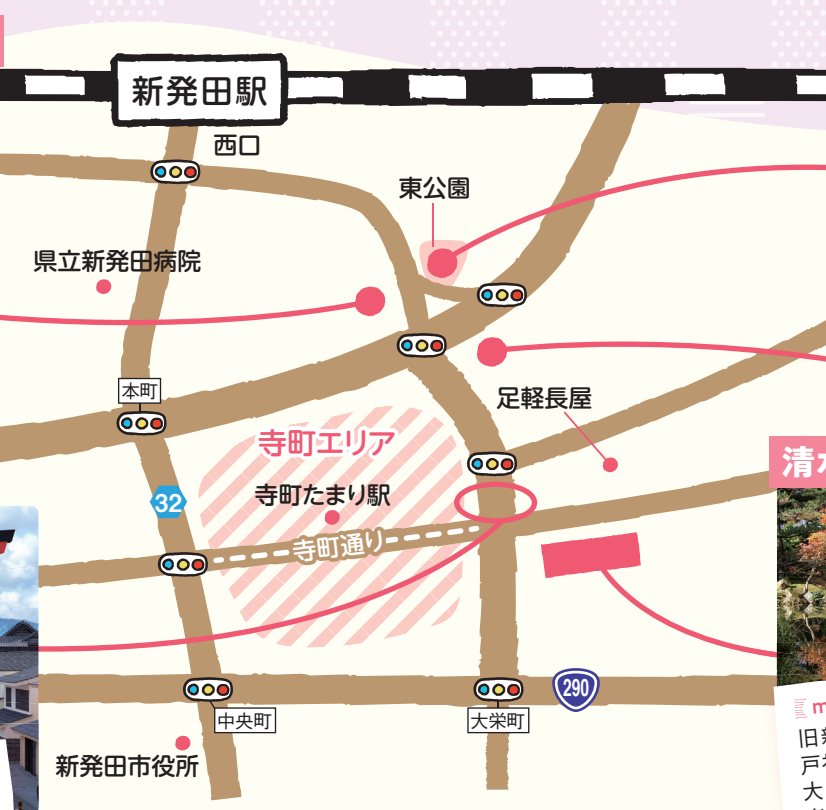 新発田駅
西口
東公園
県立新発田病院
本町
足軽長屋
寺町エリア
清水
32
寺町たまり駅
寺町通り
290
中央町
大栄町
新発田市役所
m
旧新
戸
大